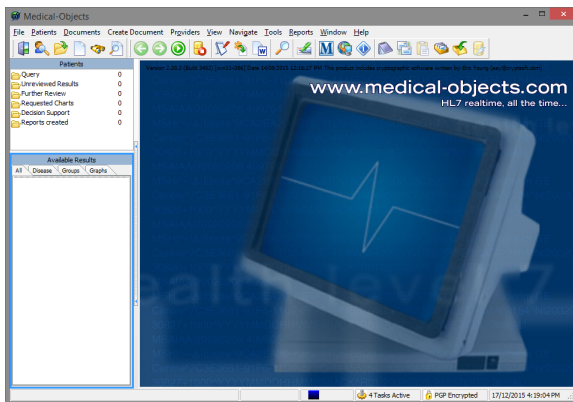 Medical-Objects
File Patients Documents Create Document Providers View Navigate Tools Reports Window Help
Patients
Query 0
Unreviewed Results 0
Further Review 0
Requested Charts 0
Decision Support 0
Reports created 0
www.medical-objects.com
HL7 realtime, all the time...
Available Results
All Disease Groups Graphs
ealth level 7
4 Tasks Active PGP Encrypted 17/12/2015 4:19:04 PM